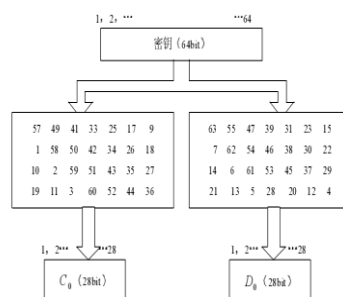 1，2，… …64
密钥（64bit）
57 49 41 33 25 17 9
1 58 50 42 34 26 18
10 2 59 51 43 35 27
19 11 3 60 52 44 36
63 55 47 39 31 23 15
7 62 54 46 38 30 22
14 6 61 53 45 37 29
21 13 5 28 20 12 4
1，2… …28
1，2… …28
C0（28bit）
D0（28bit）